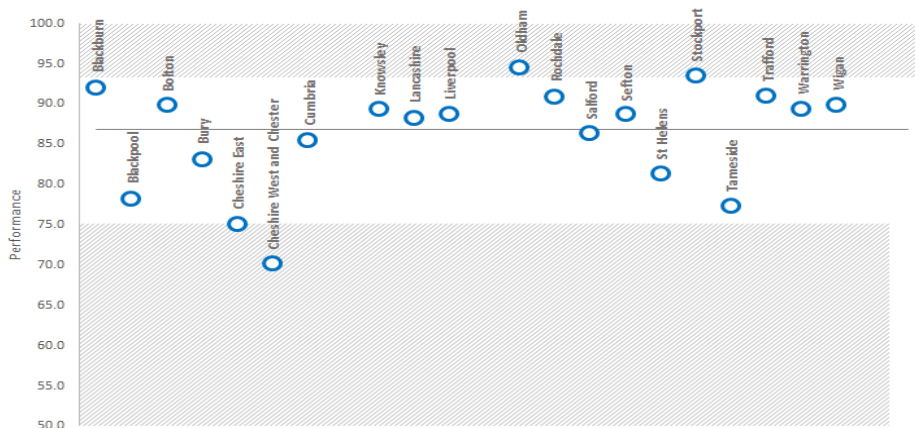 100.0
95.0
90.0
85.0
80.0
75.0
70.0
65.0
60.0
55.0
50.0
Performance
Blackburn
Blackpool
Bolton
Bury
Cheshire East
Cheshire West and Chester
Cumbria
Knowsley
Lancashire
Liverpool
Oldham
Rochdale
Salford
Sefton
St Helens
Stockport
Tameside
Trafford
Warrington
Wigan